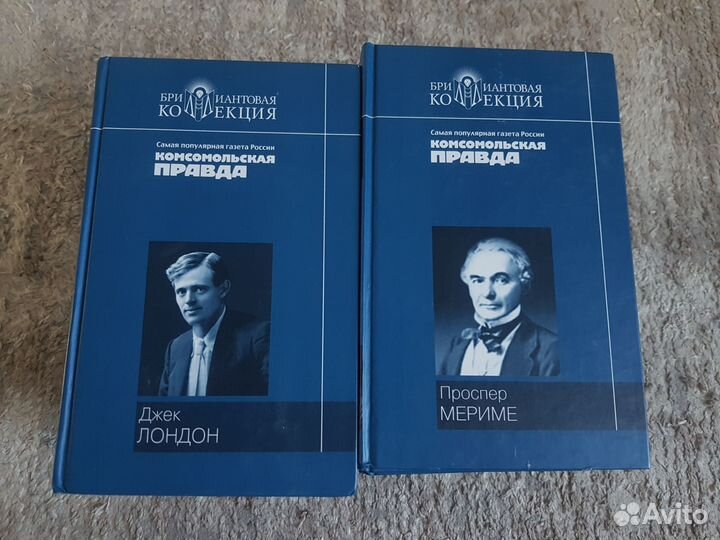 БРИЛЛИАНТОВАЯ
КОЛЛЕКЦИЯ
Самая популярная газета России
КОМСОМОЛЬСКАЯ
ПРАВДА
Джек
ЛОНДОН
БРИЛЛИАНТОВАЯ
КОЛЛЕКЦИЯ
Самая популярная газета России
КОМСОМОЛЬСКАЯ
ПРАВДА
Проспер
МЕРИМЕ
Avito